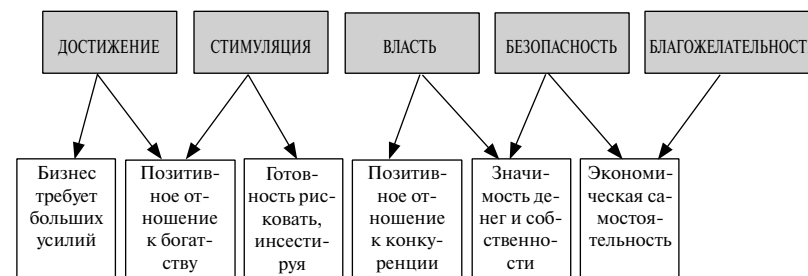 ДОСТИЖЕНИЕ
СТИМУЛЯЦИЯ
ВЛАСТЬ
БЕЗОПАСНОСТЬ
БЛАГОЖЕЛАТЕЛЬНОСТ
Бизнес
требует
больших
усилий
Позитив-
ное от-
ношение
к богат-
ству
Готов-
ность рис-
ковать,
инсести-
руя
Позитив-
ное от-
ношение
к конку-
ренции
Значи-
мость де-
нег и соб-
ственно-
сти
Экономи-
ческая са-
мостоя-
тельность